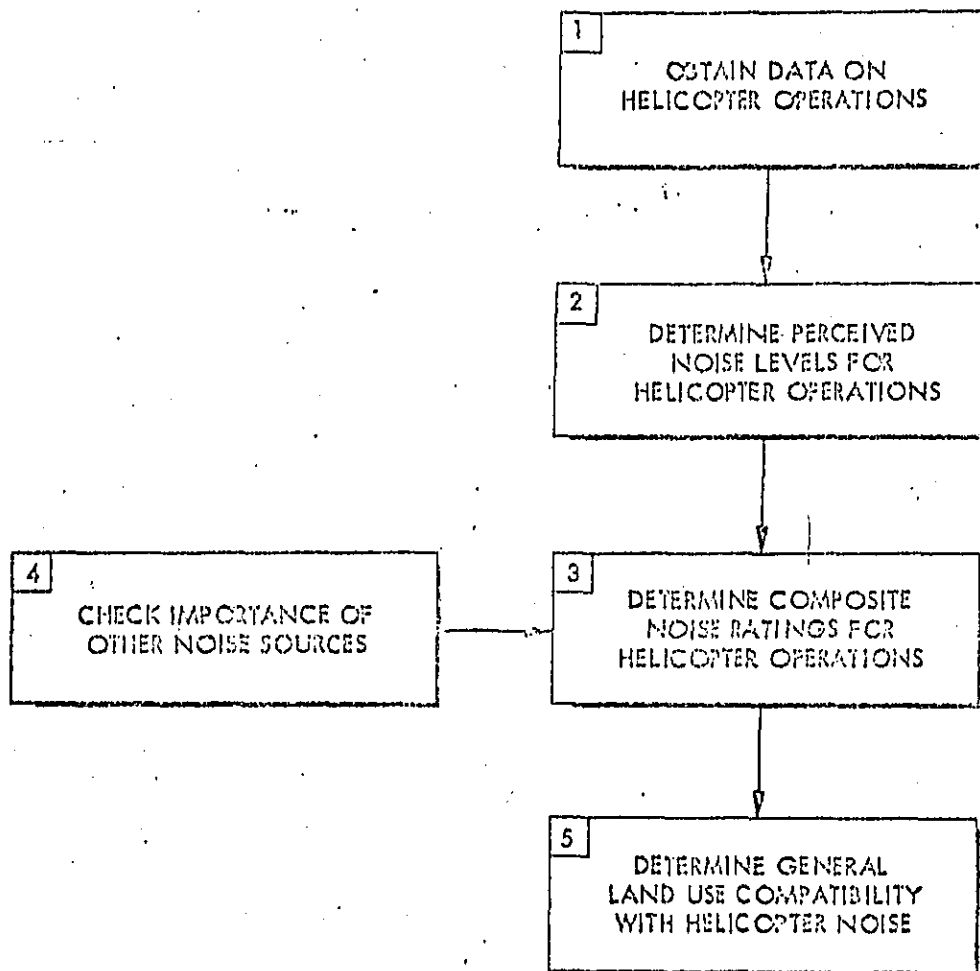 1
OBTAIN DATA ON
HELICOPTER OPERATIONS
2
DETERMINE PERCEIVED
NOISE LEVELS FOR
HELICOPTER OPERATIONS
4
CHECK IMPORTANCE OF
OTHER NOISE SOURCES
3
DETERMINE COMPOSITE
NOISE RATINGS FOR
HELICOPTER OPERATIONS
5
DETERMINE GENERAL
LAND USE COMPATIBILITY
WITH HELICOPTER NOISE